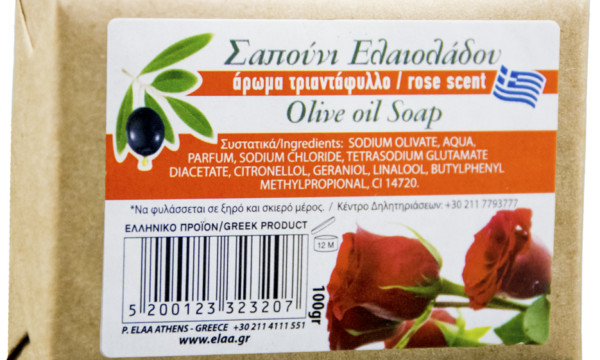 Σαπούνι Ελαιολάδου
άρωμα τριαντάφυλλο / rose scent
Olive oil Soap
Συστατικά/Ingredients: SODIUM OLIVATE, AQUA,
PARFUM, SODIUM CHLORIDE, TETRASODIUM GLUTAMATE
DIACETATE, CITRONELLOL, GERANIOL, LINALOOL, BUTYLPHENYL
METHYLPROPIONAL, CI 14720.
*Να φυλάσσεται σε ξηρό και σκιερό μέρος. / Κέντρο Δηλητηριάσεων: +30 211 7793777
ΕΛΛΗΝΙΚΟ ΠΡΟΪΟΝ/GREEK PRODUCT
12 M
5 200123 323207
100gr
P. ELAA ATHENS - GREECE +30 211 4111 551
www.elaa.gr